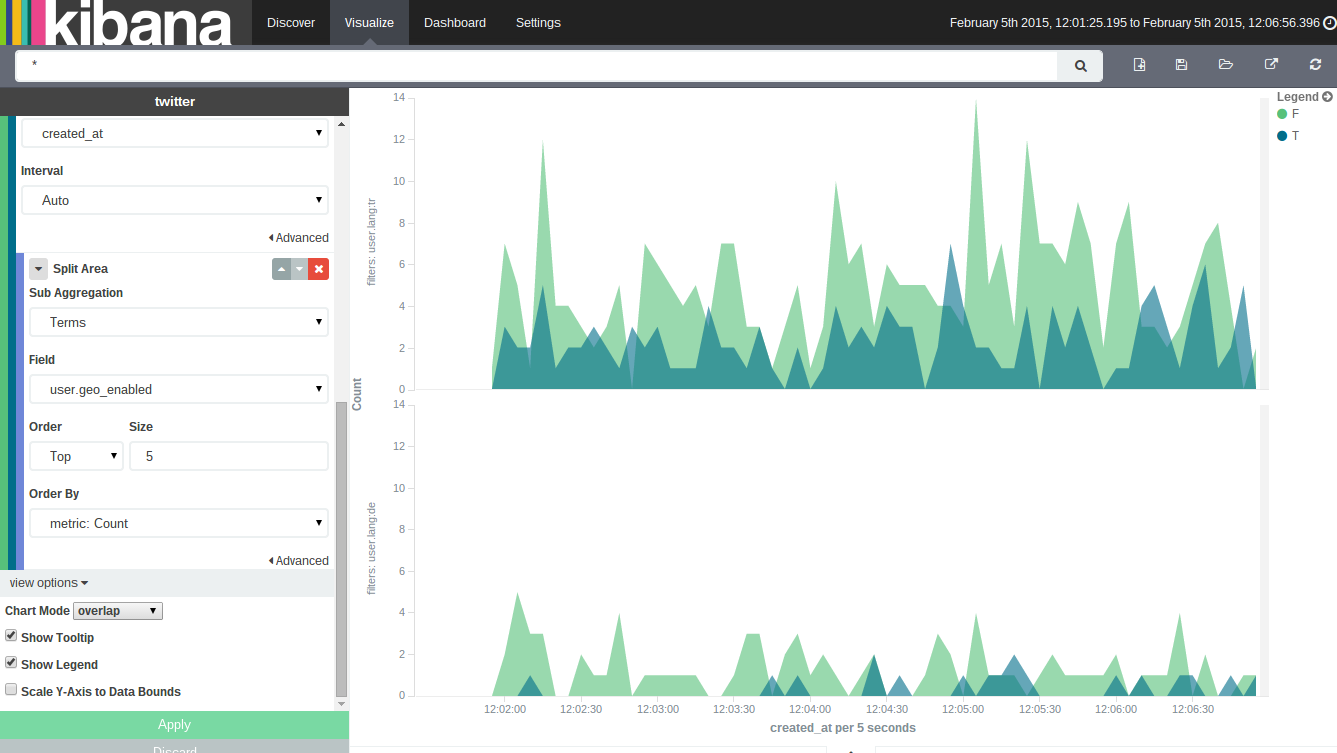 kibana Discover Visualize Dashboard Settings February 5th 2015, 12:01:25.195 to February 5th 2015, 12:06:56.396
*
twitter
created_at
Interval
Auto
Advanced
Split Area
Sub Aggregation
Terms
Field
user.geo_enabled
Order Size
Top 5
Order By
metric: Count
Advanced
view options
Chart Mode overlap
Show Tooltip
Show Legend
Scale Y-Axis to Data Bounds
Apply
Discard
Count
filters: user.lang:tr
14
12
10
8
6
4
2
0
filters: user.lang:de
14
12
10
8
6
4
2
0
12:02:00 12:02:30 12:03:00 12:03:30 12:04:00 12:04:30 12:05:00 12:05:30 12:06:00 12:06:30
created_at per 5 seconds
Legend
F
T